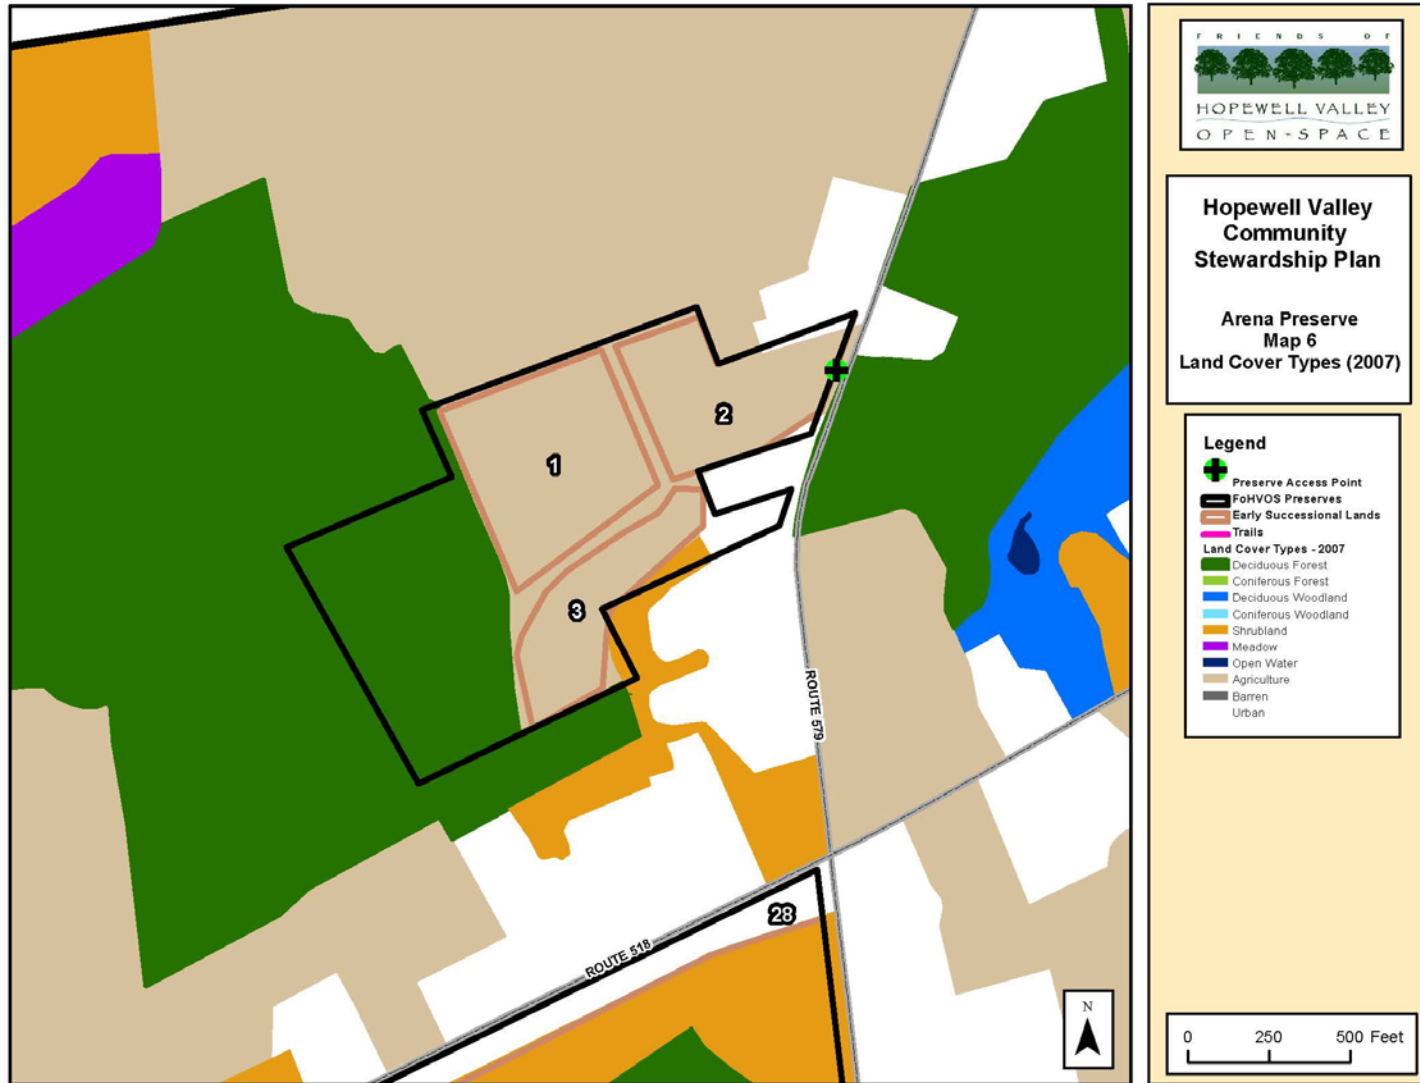 FRIENDS OF
HOPEWELL VALLEY
OPEN-SPACE
Hopewell Valley
Community
Stewardship Plan
Arena Preserve
Map 6
Land Cover Types (2007)
Legend
Preserve Access Point
FoHVOS Preserves
Early Successional Lands
Trails
Land Cover Types - 2007
Deciduous Forest
Coniferous Forest
Deciduous Woodland
Coniferous Woodland
Shrubland
Meadow
Open Water
Agriculture
Barren
Urban
1
2
3
28
ROUTE 579
ROUTE 518
N
0 250 500 Feet